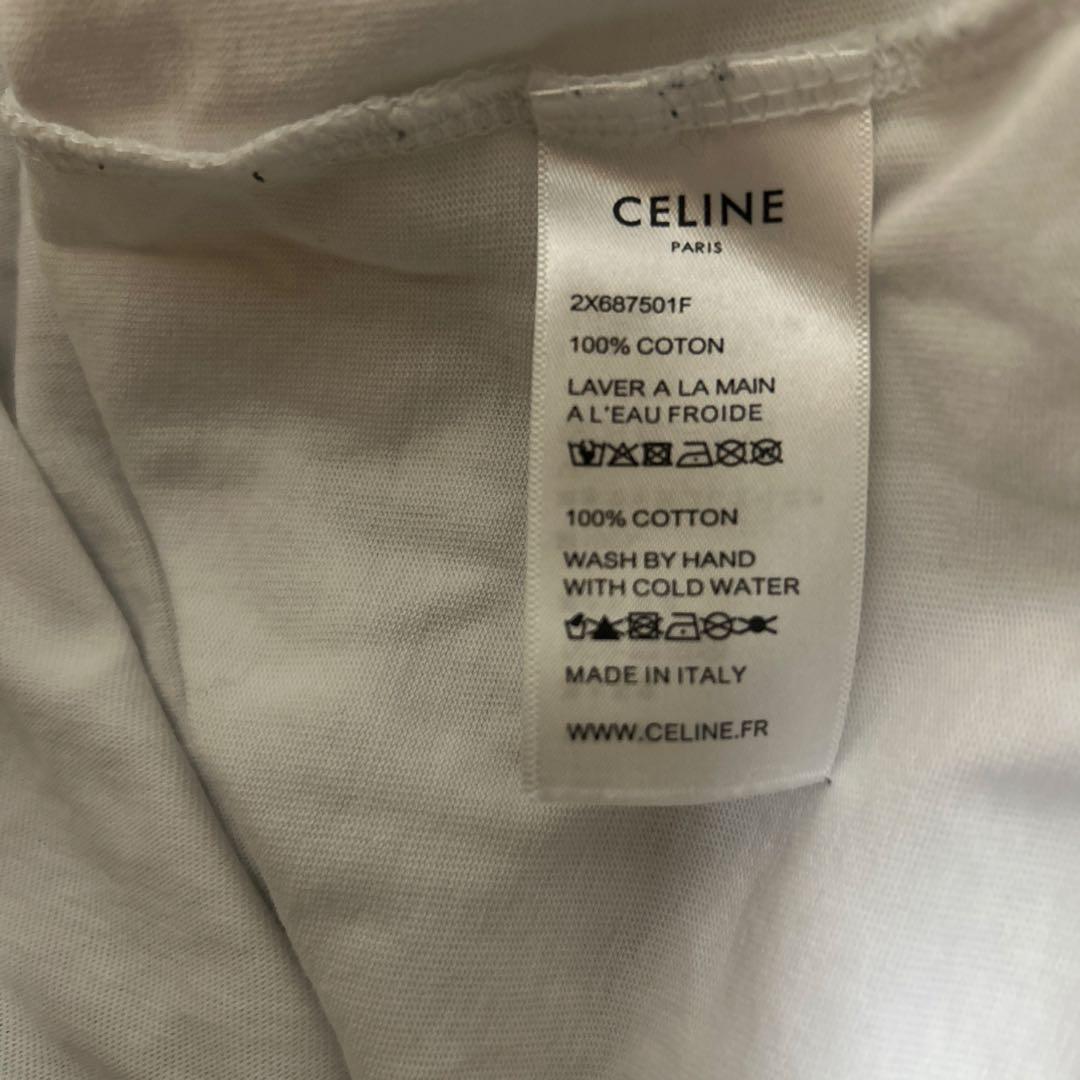 CELINE
PARIS
2X687501F
100% COTON
LAVER A LA MAIN
A L'EAU FROIDE
100% COTTON
WASH BY HAND
WITH COLD WATER
MADE IN ITALY
WWW.CELINE.FR